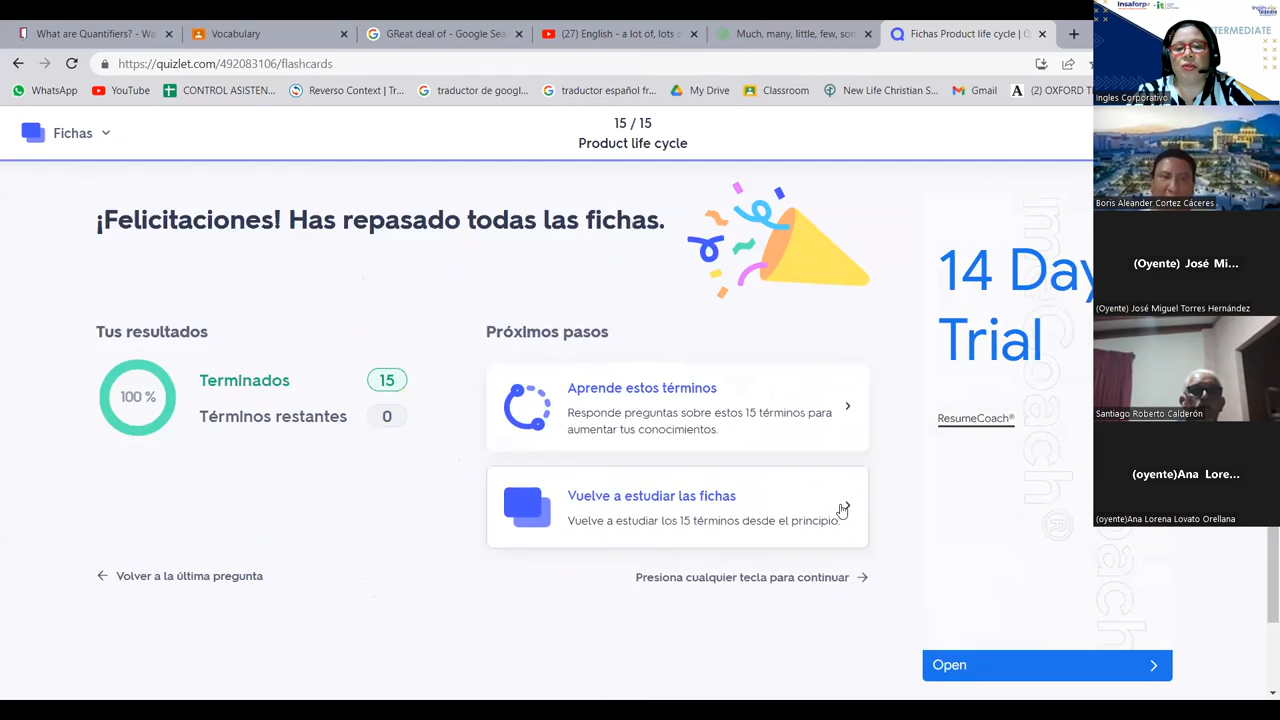 What are Quantifiers? - Wa
Vocabulary
GReat deal of - Google Sea
English - a lot of, lots o
Much, many, little, few, son
Fichas Product life cycle | Q
https://quizlet.com/492083106/flashcards
WhatsApp
YouTube
CONTROL ASISTEN...
Reverso Context | Tr...
traductor de googl...
traductor español fr...
My Drive
Classroom
New Life Christian S...
Gmail
A
(2) OXFORD T
Fichas
15 / 15
Product life cycle
¡Felicitaciones! Has repasado todas las fichas.
Tus resultados
100 %
Terminados 15
Términos restantes 0
Próximos pasos
Aprende estos términos
Responde preguntas sobre estos 15 términos para
aumentar tus conocimientos.
Vuelve a estudiar las fichas
Vuelve a estudiar los 15 términos desde el principio.
Volver a la última pregunta
Presiona cualquier tecla para continuar
14 Day
Trial
ResumeCoach®
Open
Insaforp
it
TERMEDIATE
Ingles Corporativo
Boris Aleander Cortez Cáceres
(Oyente) José Mi...
(Oyente) José Miguel Torres Hernández
Santiago Roberto Calderón
(oyente)Ana Lore...
(oyente)Ana Lorena Lovato Orellana